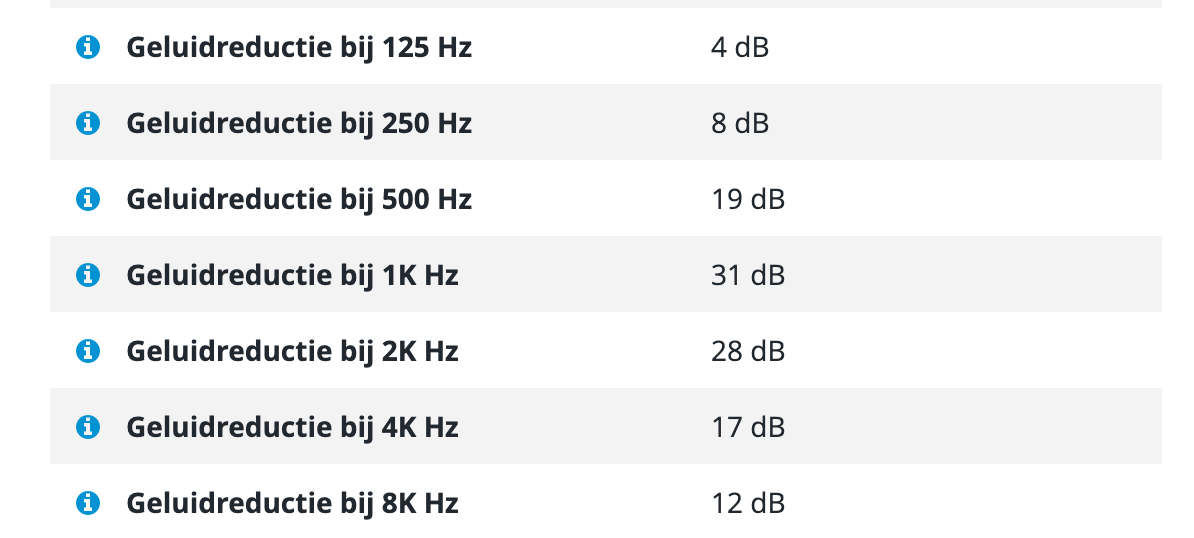 Geluidreductie bij 125 Hz 4 dB
Geluidreductie bij 250 Hz 8 dB
Geluidreductie bij 500 Hz 19 dB
Geluidreductie bij 1K Hz 31 dB
Geluidreductie bij 2K Hz 28 dB
Geluidreductie bij 4K Hz 17 dB
Geluidreductie bij 8K Hz 12 dB